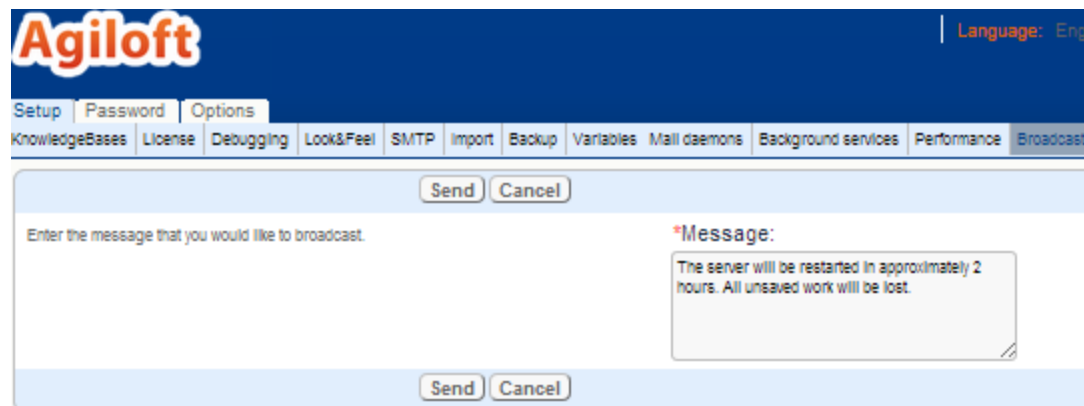 Agiloft
Language: Eng
Setup Password Options
KnowledgeBases License Debugging Look&Feel SMTP Import Backup Variables Mail daemons Background services Performance Broadcast
Send Cancel
Enter the message that you would like to broadcast.
*Message:
The server will be restarted in approximately 2
hours. All unsaved work will be lost.
Send Cancel